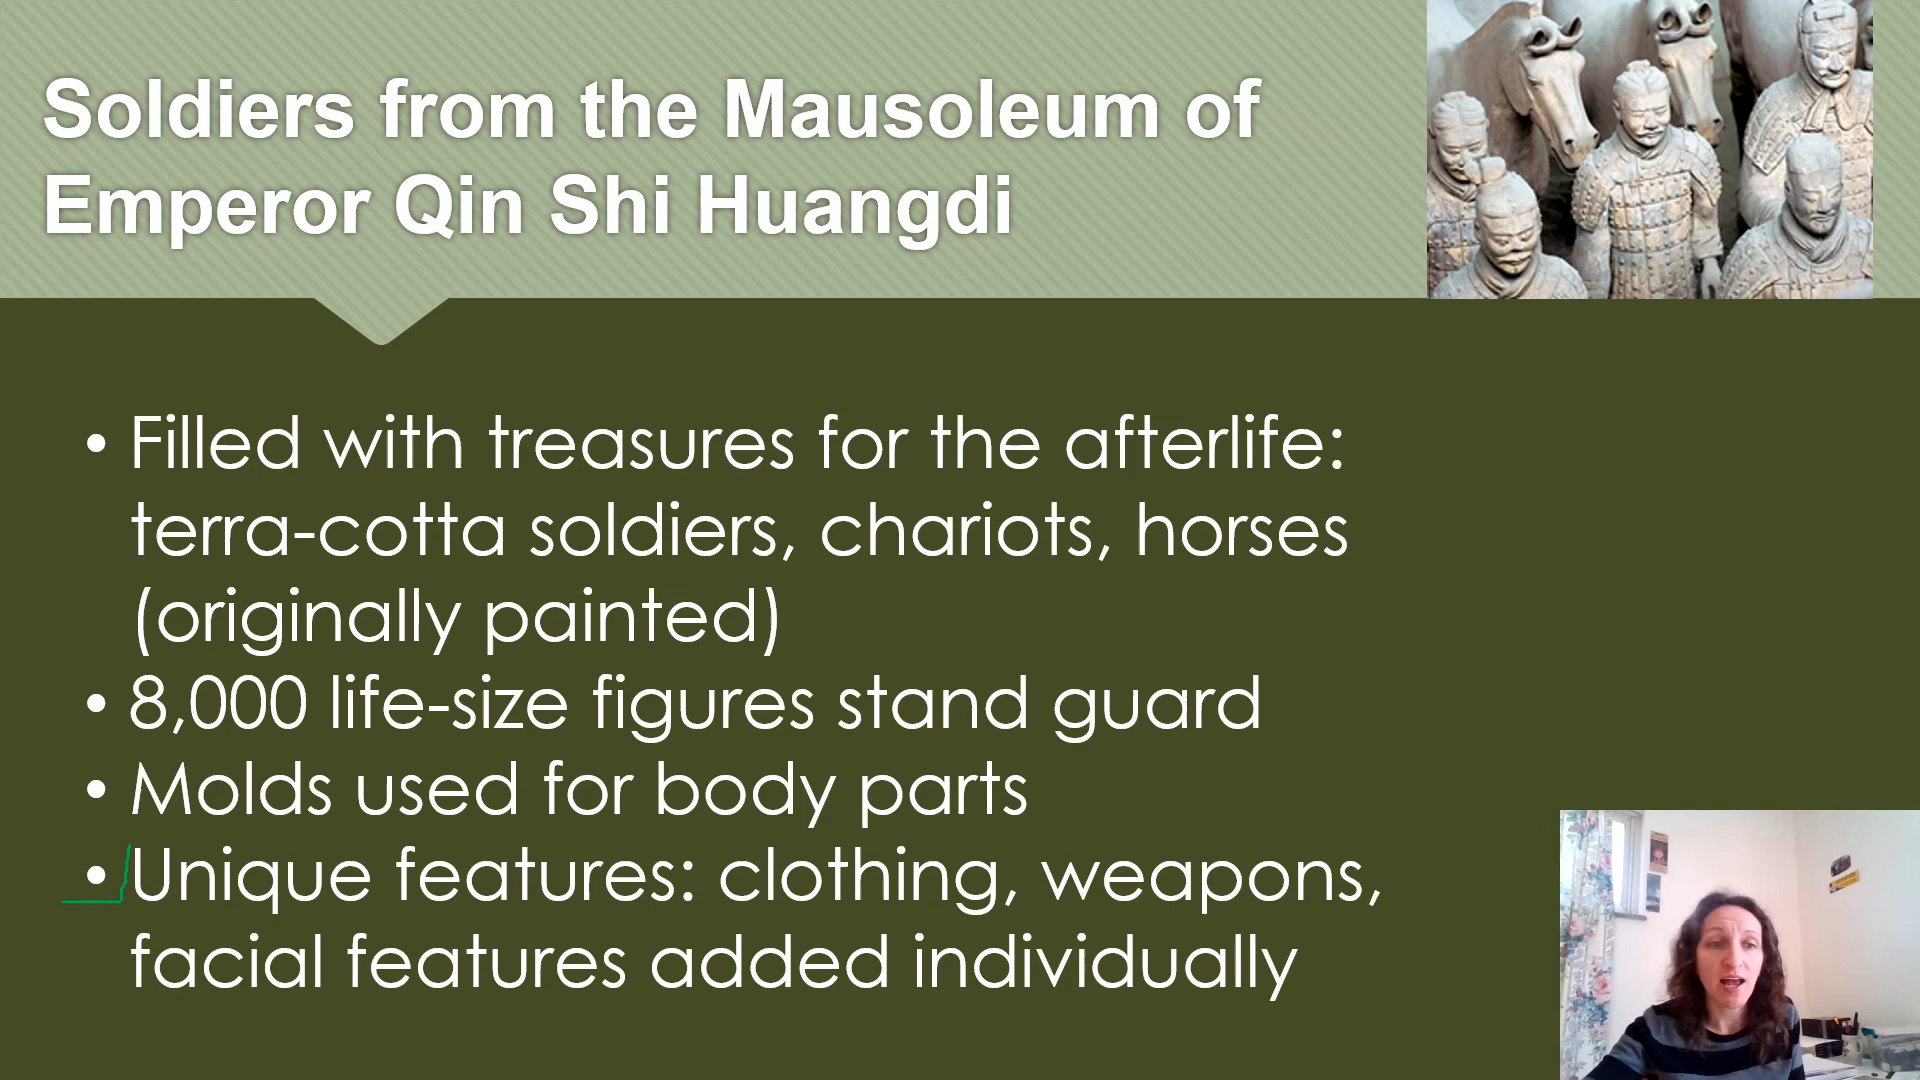 Soldiers from the Mausoleum of
Emperor Qin Shi Huangdi
• Filled with treasures for the afterlife:
terra-cotta soldiers, chariots, horses
(originally painted)
• 8,000 life-size figures stand guard
• Molds used for body parts
• Unique features: clothing, weapons,
facial features added individually